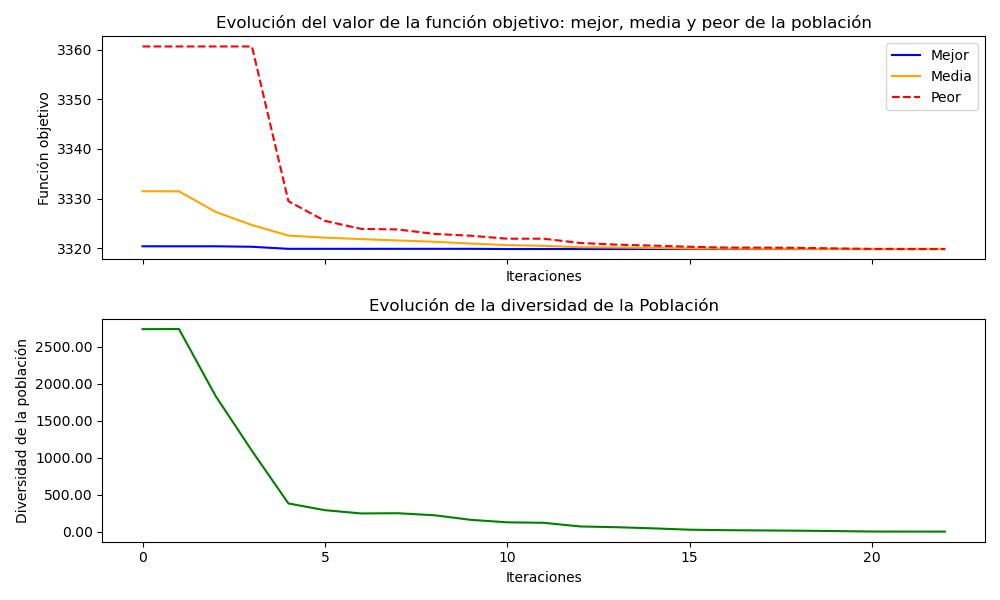 Evolución del valor de la función objetivo: mejor, media y peor de la población
Función objetivo
3360
3350
3340
3330
3320
Mejor
Media
Peor
Iteraciones
Evolución de la diversidad de la Población
Diversidad de la población
2500.00
2000.00
1500.00
1000.00
500.00
0.00
0
5
10
15
20
Iteraciones